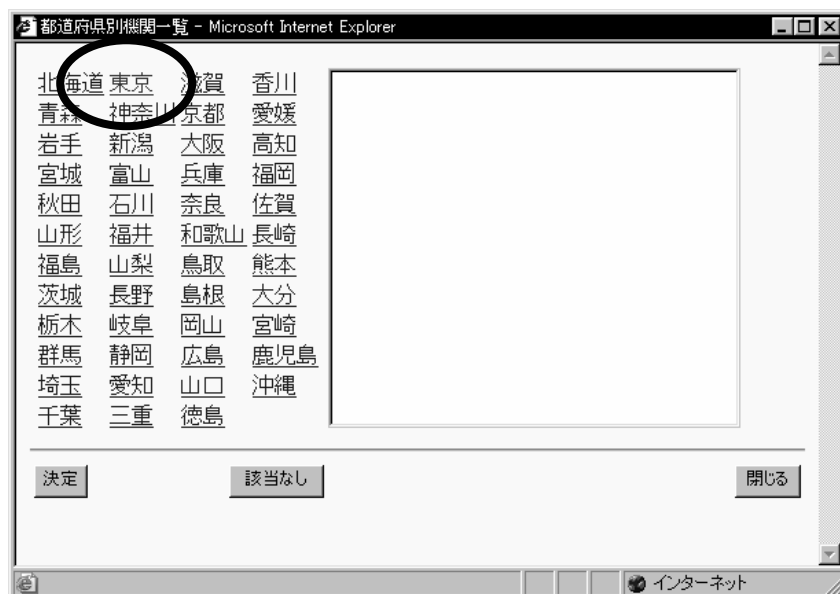 都道府県別機関一覧 - Microsoft Internet Explorer
北海道 東京 滋賀 香川
青森 神奈川 京都 愛媛
岩手 新潟 大阪 高知
宮城 富山 兵庫 福岡
秋田 石川 奈良 佐賀
山形 福井 和歌山 長崎
福島 山梨 鳥取 熊本
茨城 長野 島根 大分
栃木 岐阜 岡山 宮崎
群馬 静岡 広島 鹿児島
埼玉 愛知 山口 沖縄
千葉 三重 徳島
決定 該当なし 閉じる
インターネット